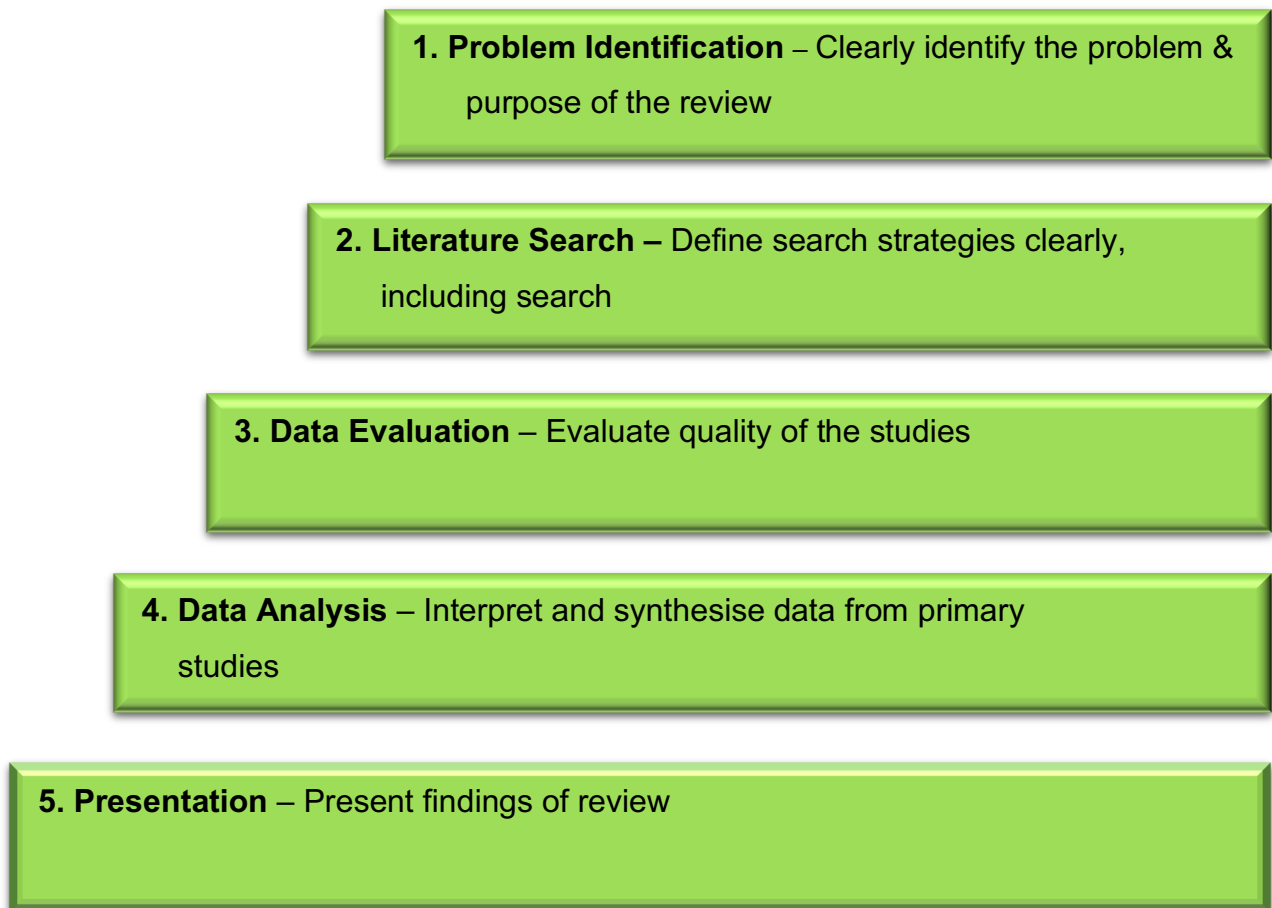 1. Problem Identification – Clearly identify the problem &
purpose of the review
2. Literature Search – Define search strategies clearly,
including search
3. Data Evaluation – Evaluate quality of the studies
4. Data Analysis – Interpret and synthesise data from primary
studies
5. Presentation – Present findings of review